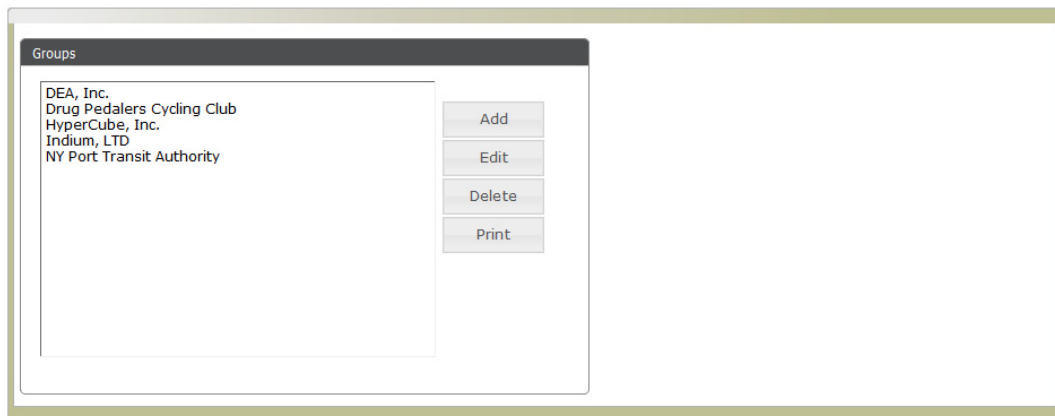 Groups
DEA, Inc.
Drug Pedalers Cycling Club
HyperCube, Inc.
Indium, LTD
NY Port Transit Authority
Add
Edit
Delete
Print